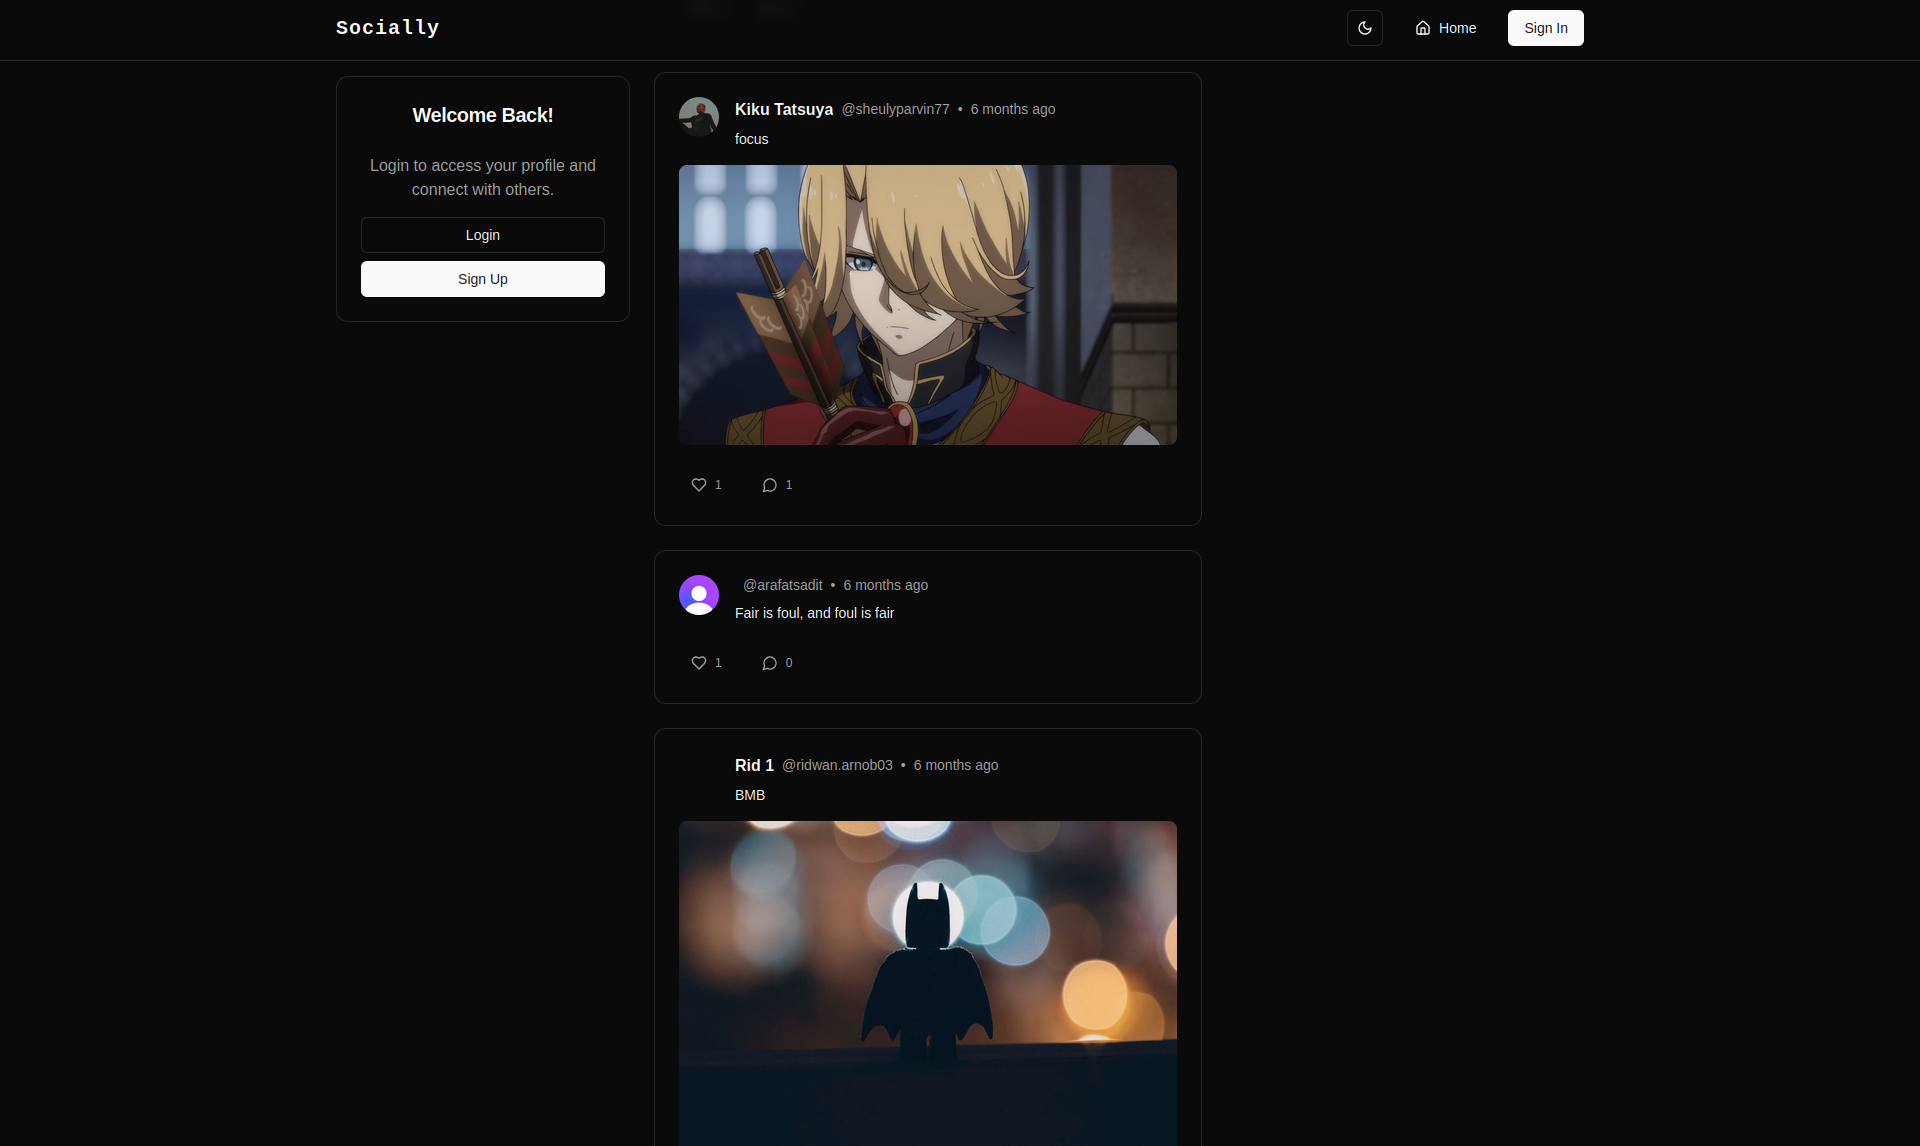 Socially
Home
Sign In
Welcome Back!
Login to access your profile and
connect with others.
Login
Sign Up
Kiku Tatsuya @sheulyparvin77 • 6 months ago
focus
1
1
@arafatsadit • 6 months ago
Fair is foul, and foul is fair
1
0
Rid 1 @ridwan.arnob03 • 6 months ago
BMB